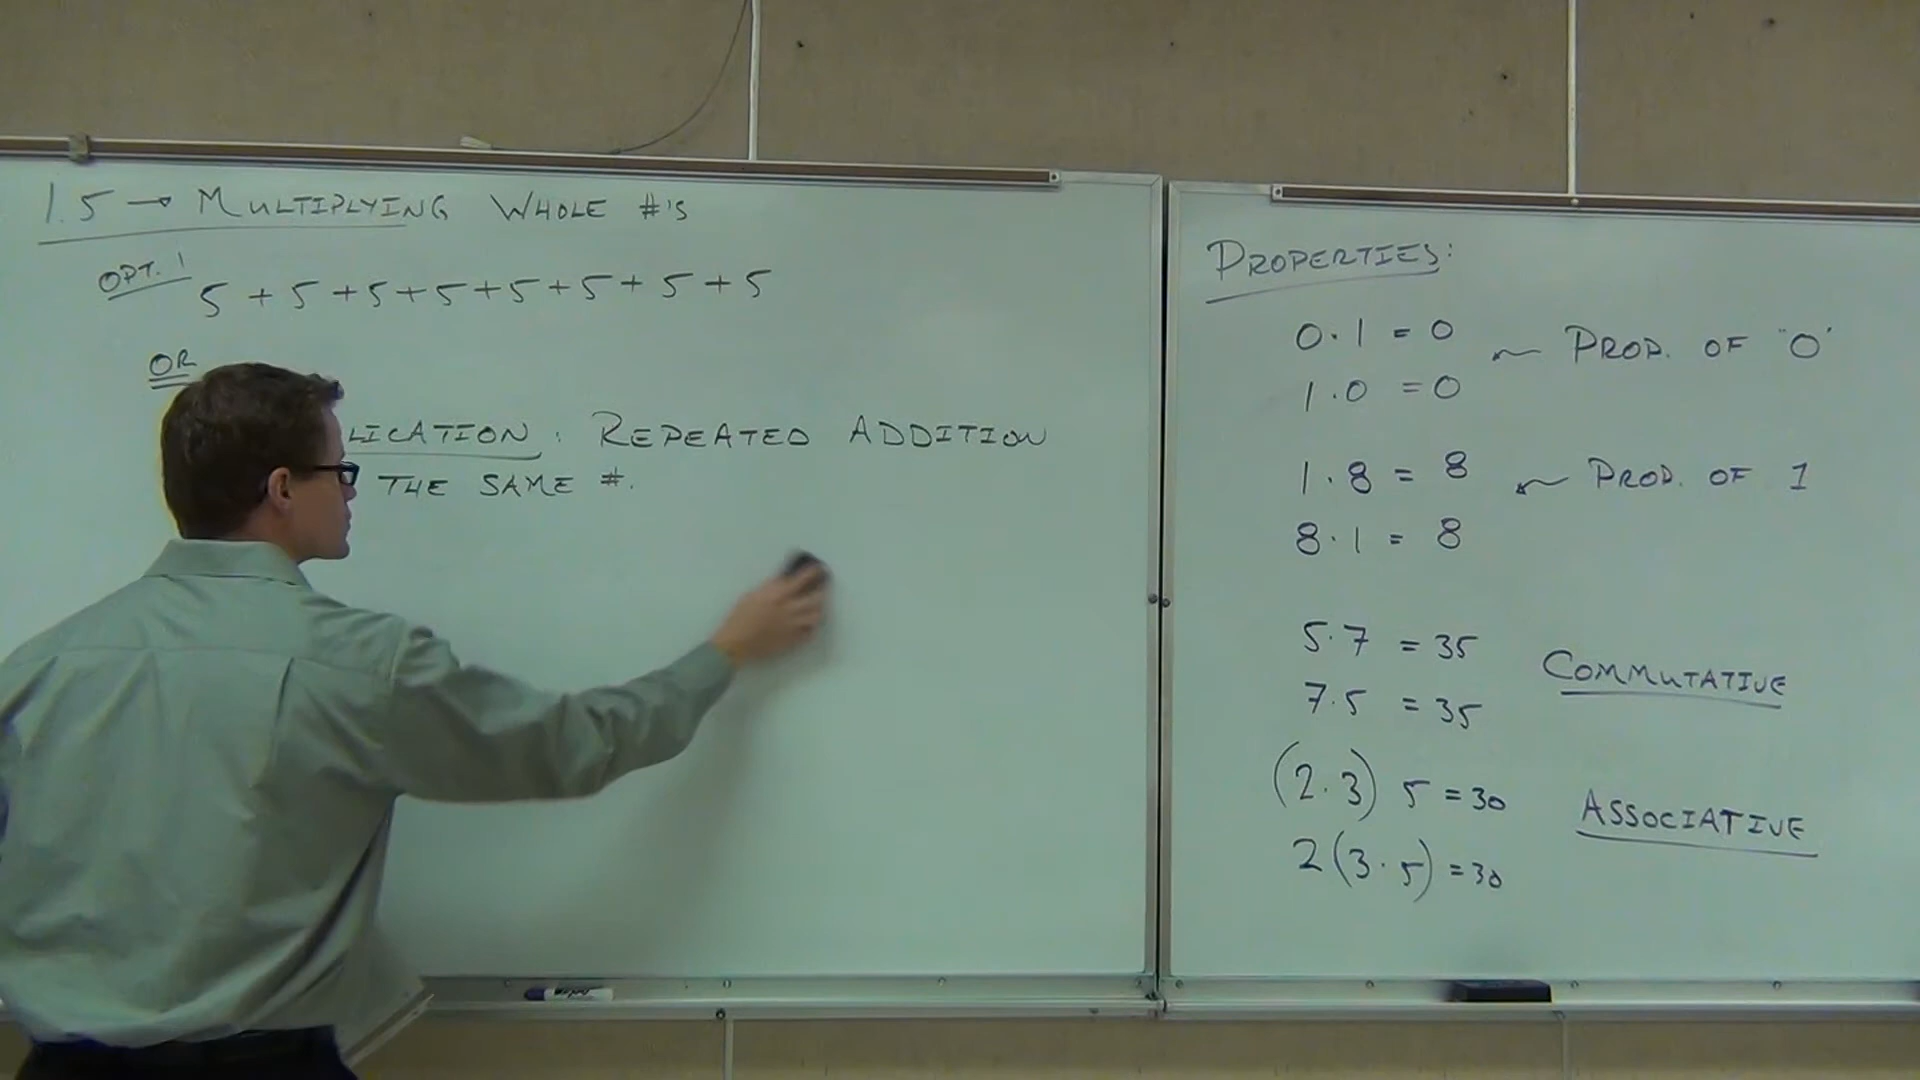 1.5 → MULTIPLYING WHOLE #'S
OPT. 1
5 + 5 + 5 + 5 + 5 + 5 + 5 + 5
OR
LICATION : REPEATED ADDITION
THE SAME #.
PROPERTIES:
0 · 1 = 0
PROD. OF "0"
1 · 0 = 0
1 · 8 = 8
PROD. OF 1
8 · 1 = 8
5 · 7 = 35
COMMUTATIVE
7 · 5 = 35
(2 · 3) 5 = 30
ASSOCIATIVE
2 (3 · 5) = 30